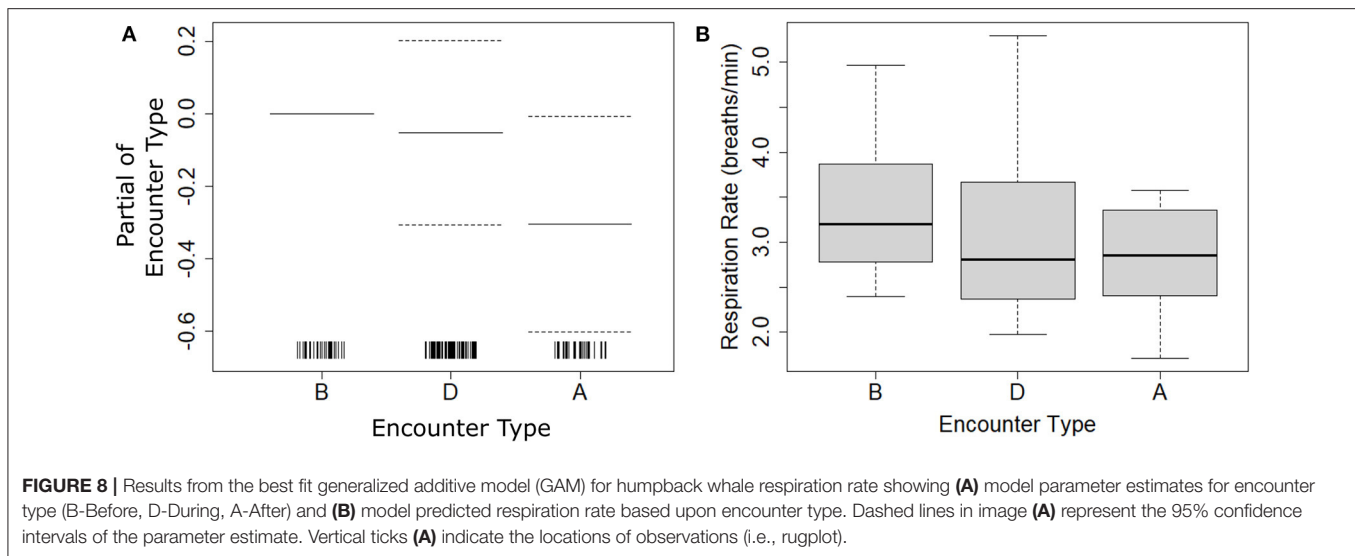 A
Partial of
Encounter Type
0.2
0.0
-0.2
-0.4
-0.6
B
D
A
Encounter Type
B
Respiration Rate (breaths/min)
5.0
4.0
3.0
2.0
B
D
A
Encounter Type
FIGURE 8 | Results from the best fit generalized additive model (GAM) for humpback whale respiration rate showing (A) model parameter estimates for encounter
type (B-Before, D-During, A-After) and (B) model predicted respiration rate based upon encounter type. Dashed lines in image (A) represent the 95% confidence
intervals of the parameter estimate. Vertical ticks (A) indicate the locations of observations (i.e., rugplot).